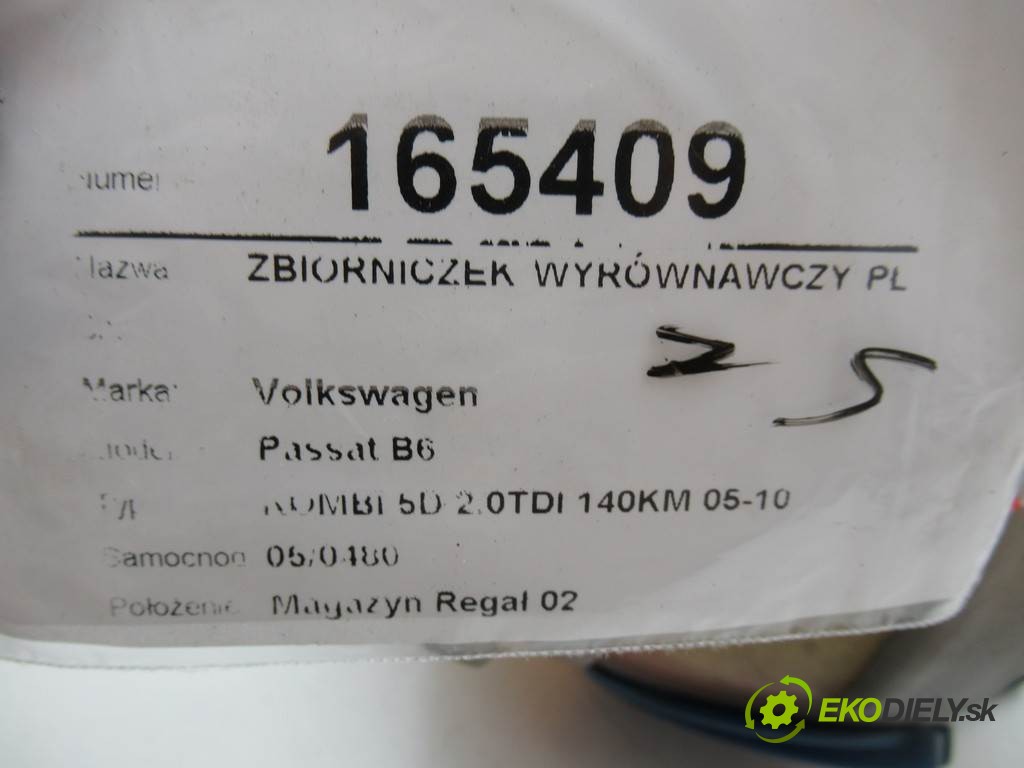 165409
ZBIORNICZEK WYRÓWNAWCZY PŁ
Z S
Marka: Volkswagen
Passat B6
KOMBI 5D 2.0TDI 140KM 05-10
Samochod 05/0480
Położenie Magazyn Regał 02
EKODIELY.sk